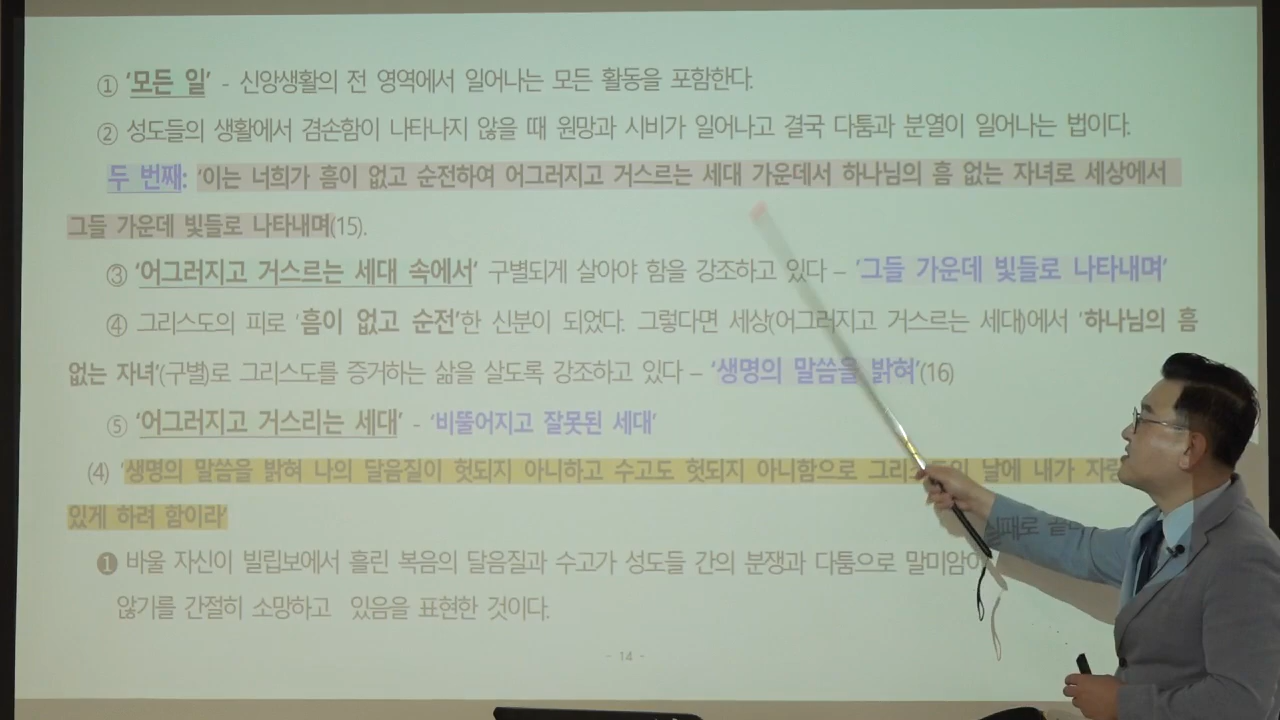 ① '모든 일' - 신앙생활의 전 영역에서 일어나는 모든 활동을 포함한다.
② 성도들의 생활에서 겸손함이 나타나지 않을 때 원망과 시비가 일어나고 결국 다툼과 분열이 일어나는 법이다.
두 번째: '이는 너희가 흠이 없고 순전하여 어그러지고 거스르는 세대 가운데서 하나님의 흠 없는 자녀로 세상에서
그들 가운데 빛들로 나타내며(15).
③ '어그러지고 거스르는 세대 속에서' 구별되게 살아야 함을 강조하고 있다 – '그들 가운데 빛들로 나타내며'
④ 그리스도의 피로 '흠이 없고 순전'한 신분이 되었다. 그렇다면 세상(어그러지고 거스르는 세대)에서 '하나님의 흠
없는 자녀'(구별)로 그리스도를 증거하는 삶을 살도록 강조하고 있다 – '생명의 말씀을 밝혀'(16)
⑤ '어그러지고 거스리는 세대' - '비뚤어지고 잘못된 세대'
(4) '생명의 말씀을 밝혀 나의 달음질이 헛되지 아니하고 수고도 헛되지 아니함으로 그리스도의 날에 내가
있게 하려 함이라'
❶ 바울 자신이 빌립보에서 흘린 복음의 달음질과 수고가 성도들 간의 분쟁과 다툼으로 말미암아
않기를 간절히 소망하고 있음을 표현한 것이다.
- 14 -